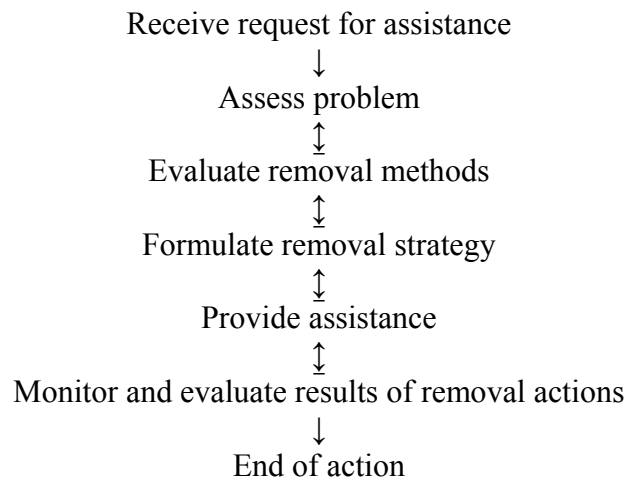 Receive request for assistance
↓
Assess problem
↕
Evaluate removal methods
↕
Formulate removal strategy
↕
Provide assistance
↕
Monitor and evaluate results of removal actions
↓
End of action